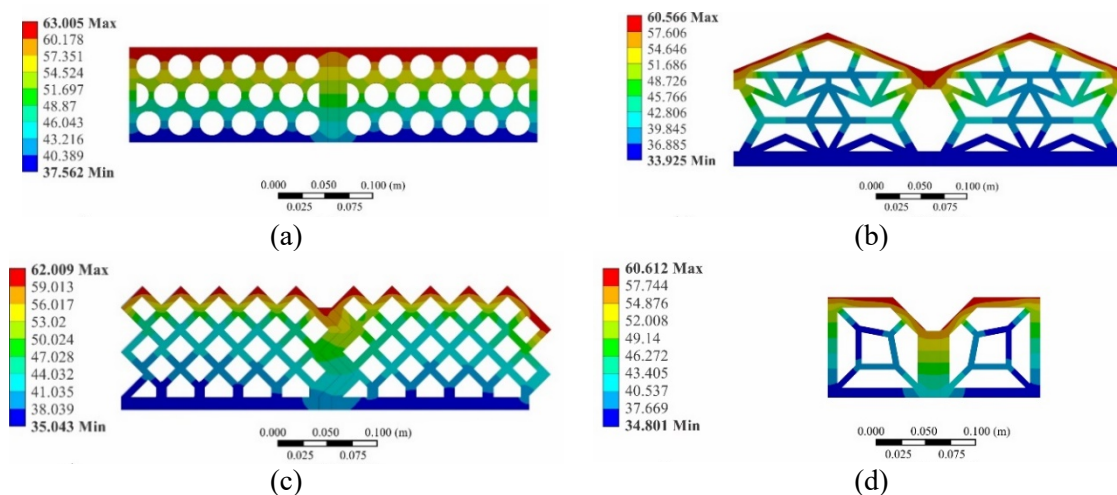 63.005 Max
60.178
57.351
54.524
51.697
48.87
46.043
43.216
40.389
37.562 Min
0.000 0.050 0.100 (m)
0.025 0.075
(a)
60.566 Max
57.606
54.646
51.686
48.726
45.766
42.806
39.845
36.885
33.925 Min
0.000 0.050 0.100 (m)
0.025 0.075
(b)
62.009 Max
59.013
56.017
53.02
50.024
47.028
44.032
41.035
38.039
35.043 Min
0.000 0.050 0.100 (m)
0.025 0.075
(c)
60.612 Max
57.744
54.876
52.008
49.14
46.272
43.405
40.537
37.669
34.801 Min
0.000 0.050 0.100 (m)
0.025 0.075
(d)